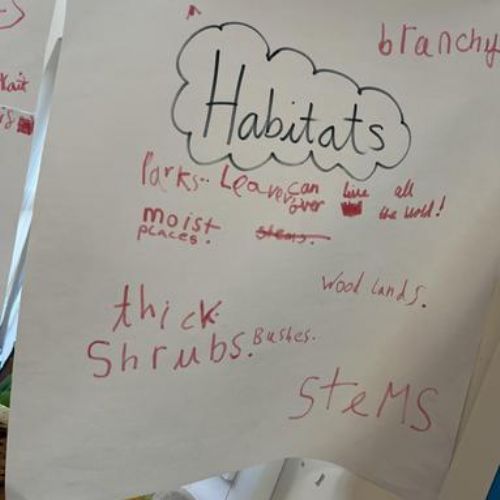 branchy
Habitats
Parks.. Leaves can live all
over the world!
moist
places.
stems.
Wood lands.
thick
Shrubs. Bushes.
SteMS